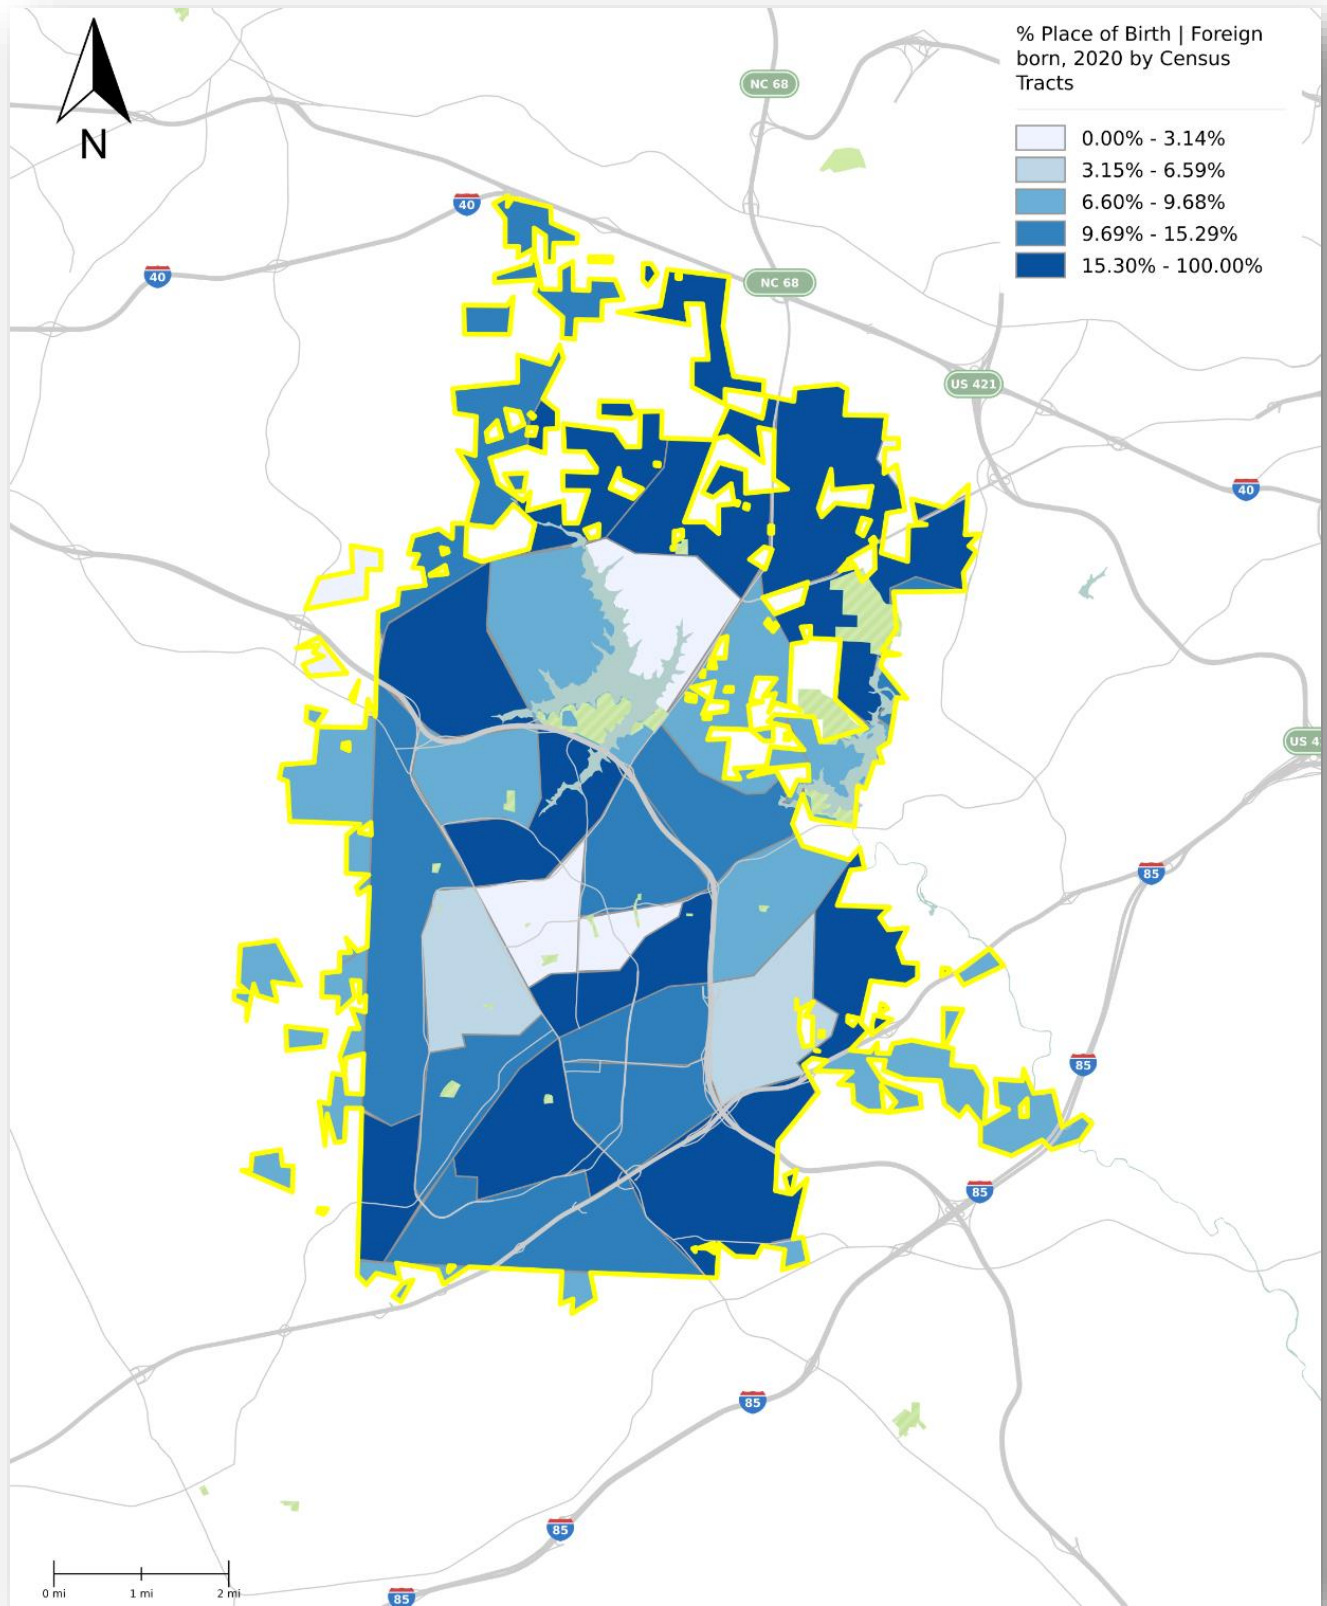 % Place of Birth | Foreign
born, 2020 by Census
Tracts
0.00% - 3.14%
3.15% - 6.59%
6.60% - 9.68%
9.69% - 15.29%
15.30% - 100.00%
N
NC 68
40
40
NC 68
US 421
40
US 4
85
85
85
85
85
85
0 mi
1 mi
2 mi